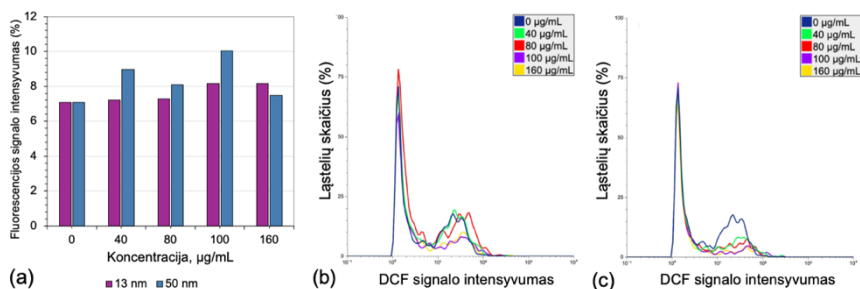 Fluorescencijos signalo intensyvumas (%)
12
10
8
6
4
2
0
0 40 80 100 160
Koncentracija, µg/mL
(a)
13 nm 50 nm
0 µg/mL
40 µg/mL
80 µg/mL
100 µg/mL
160 µg/mL
Ląstelių skaičius (%)
100
75
50
25
0
DCF signalo intensyvumas
(b)
0 µg/mL
40 µg/mL
80 µg/mL
100 µg/mL
160 µg/mL
Ląstelių skaičius (%)
100
75
50
25
0
DCF signalo intensyvumas
(c)